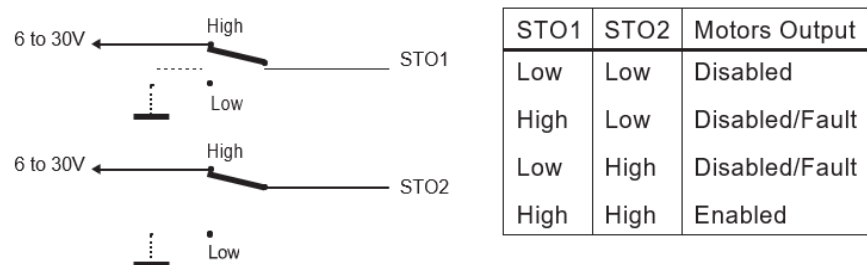 High
6 to 30V
STO1
Low
High
6 to 30V
STO2
Low
STO1 STO2 Motors Output
Low Low Disabled
High Low Disabled/Fault
Low High Disabled/Fault
High High Enabled